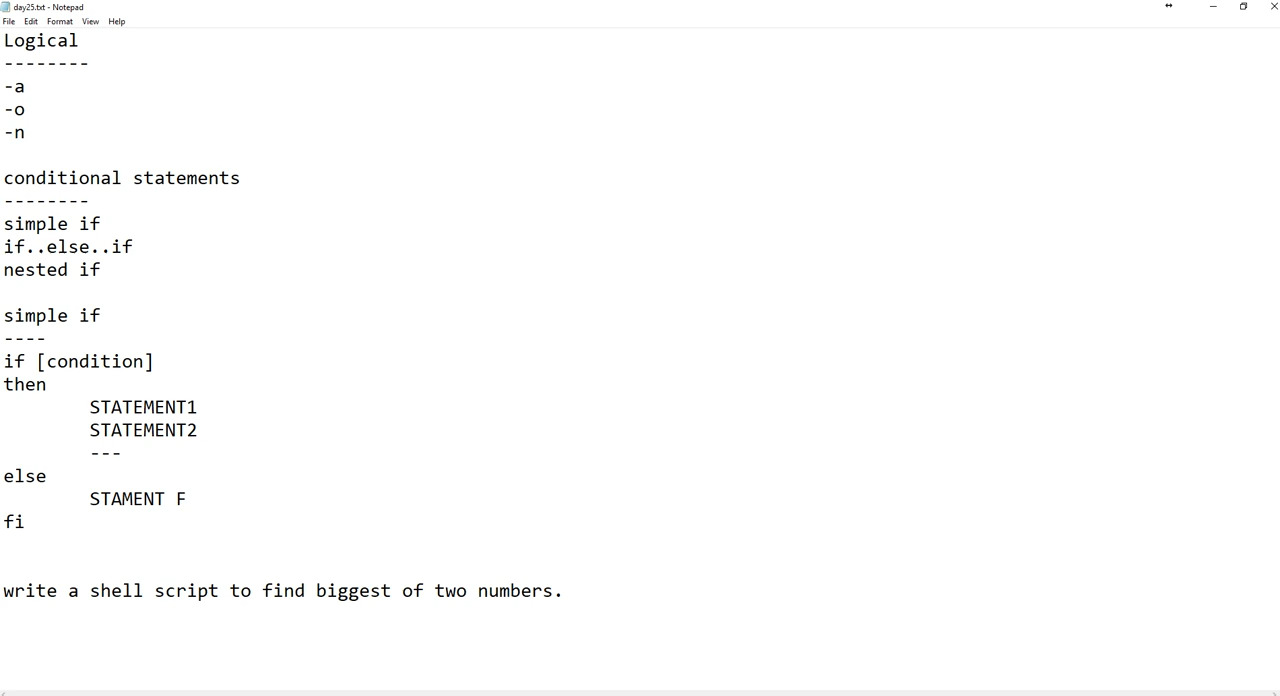 day25.txt - Notepad
File Edit Format View Help
Logical
--------
-a
-o
-n
conditional statements
--------
simple if
if..else..if
nested if
simple if
----
if [condition]
then
STATEMENT1
STATEMENT2
---
else
STAMENT F
fi
write a shell script to find biggest of two numbers.